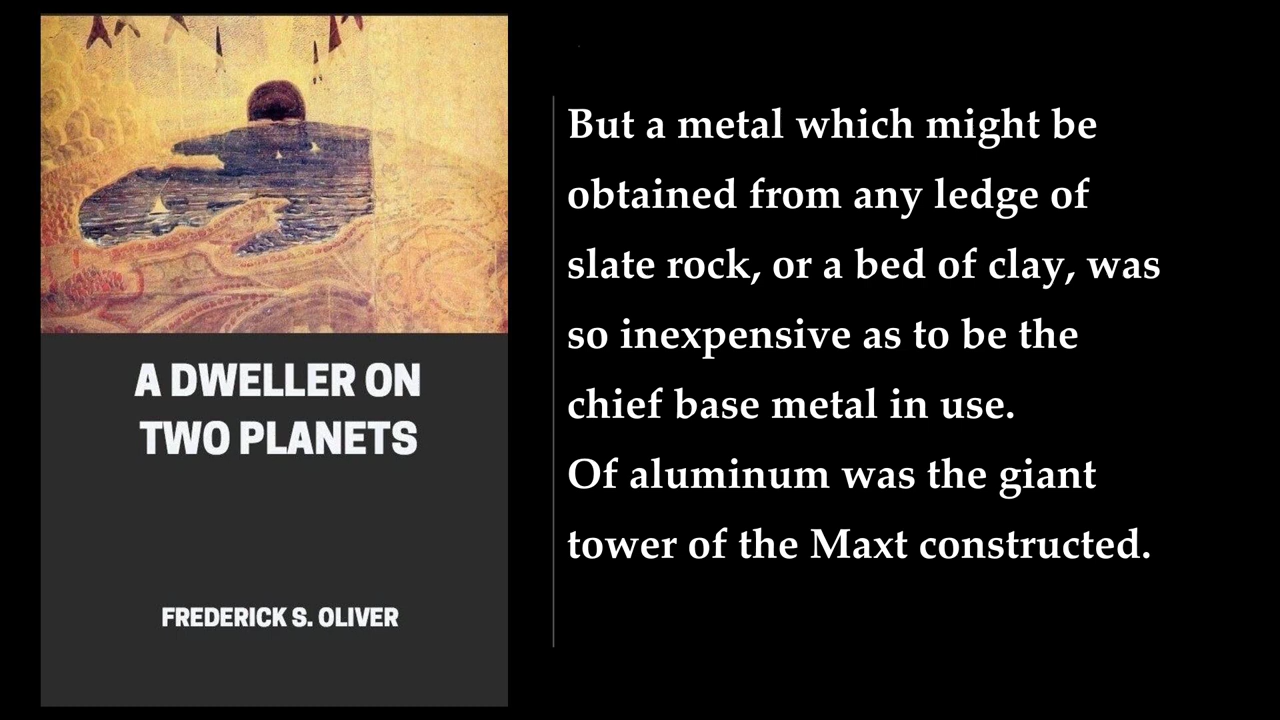 A DWELLER ON
TWO PLANETS
FREDERICK S. OLIVER
But a metal which might be
obtained from any ledge of
slate rock, or a bed of clay, was
so inexpensive as to be the
chief base metal in use.
Of aluminum was the giant
tower of the Maxt constructed.